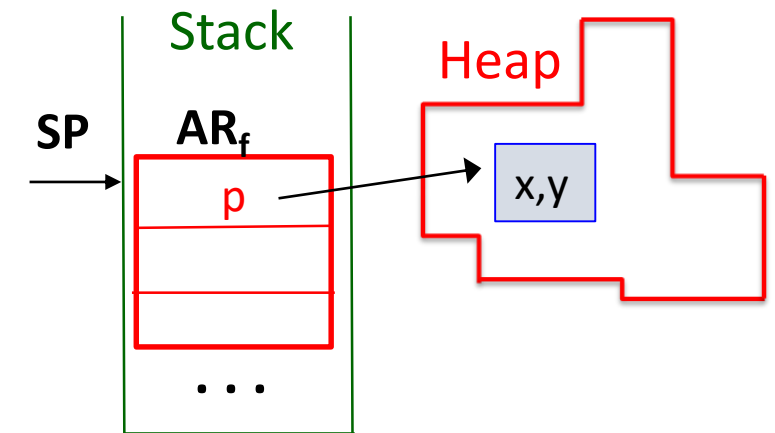 Stack
Heap
SP
ARf
p
x,y
. . .